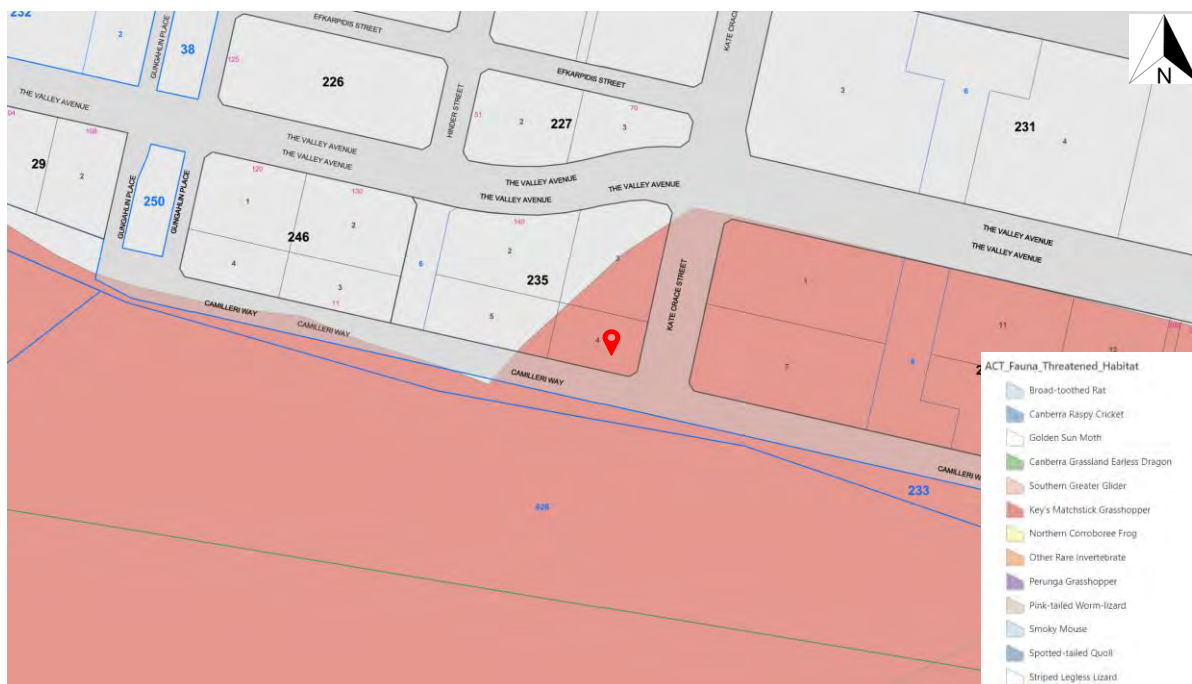 232
2
GUNGAHLIN PLACE
38
EFKARPIDIS STREET
125
226
HINDER STREET
EFKARPIDIS STREET
KATE CRACE STREET
N
51
2
227
70
3
3
6
231
4
THE VALLEY AVENUE
THE VALLEY AVENUE
THE VALLEY AVENUE
108
29
2
GUNGAHLIN PLACE
250
GUNGAHLIN PLACE
120
1
130
2
246
4
3
11
6
THE VALLEY AVENUE
THE VALLEY AVENUE
THE VALLEY AVENUE
140
2
3
235
5
4
KATE CRACE STREET
THE VALLEY AVENUE
THE VALLEY AVENUE
1
7
11
CAMILLERI WAY
CAMILLERI WAY
CAMILLERI WAY
233
828
ACT_Fauna_Threatened_Habitat
Broad-toothed Rat
Canberra Raspy Cricket
Golden Sun Moth
Canberra Grassland Earless Dragon
Southern Greater Glider
Key's Matchstick Grasshopper
Northern Corroboree Frog
Other Rare Invertebrate
Perunga Grasshopper
Pink-tailed Worm-lizard
Smoky Mouse
Spotted-tailed Quoll
Striped Legless Lizard